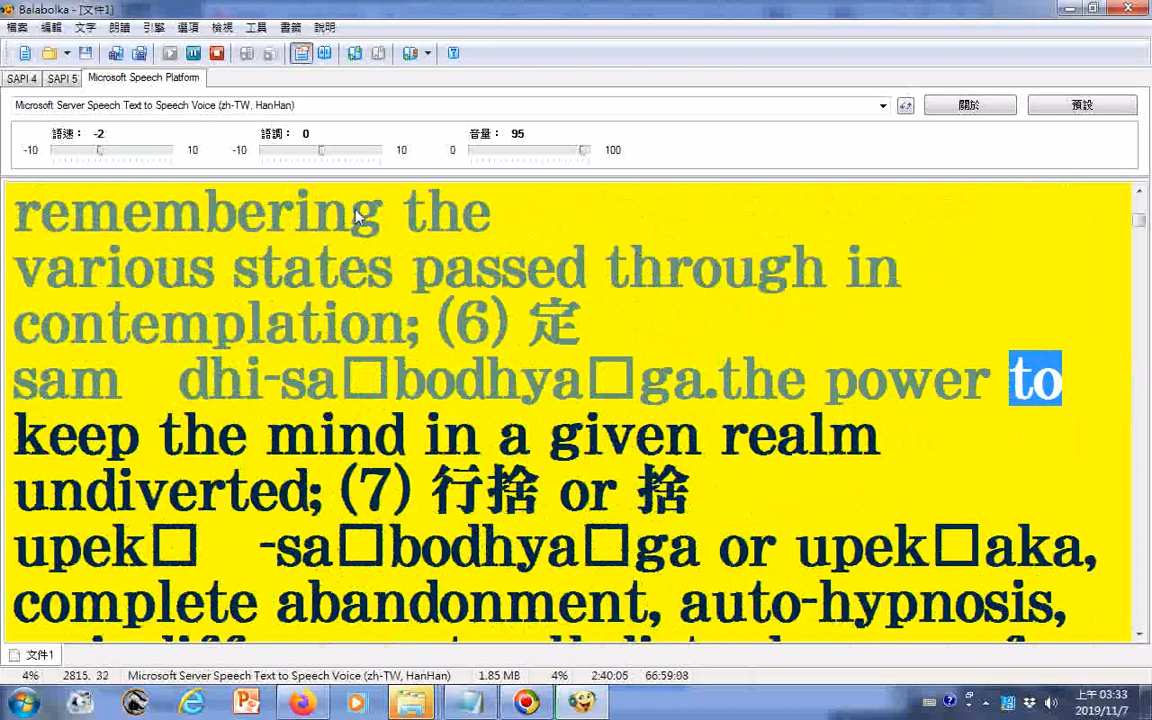 Balabolka - [文件1]
檔案 編輯 文字 朗讀 引擎 選項 檢視 工具 書籤 說明
SAPI 4 SAPI 5 Microsoft Speech Platform
Microsoft Server Speech Text to Speech Voice (zh-TW, HanHan) 關於 預設
語速： -2 語調： 0 音量： 95
-10 10 -10 10 0 100
remembering the
various states passed through in
contemplation; (6) 定
sam dhi-sa□bodhya□ga.the power to
keep the mind in a given realm
undiverted; (7) 行捨 or 捨
upek□ -sa□bodhya□ga or upek□aka,
complete abandonment, auto-hypnosis,
文件1
4% 2815, 32 Microsoft Server Speech Text to Speech Voice (zh-TW, HanHan) 1.85 MB 4% 2:40:05 66:59:08
上午 03:33
2019/11/7